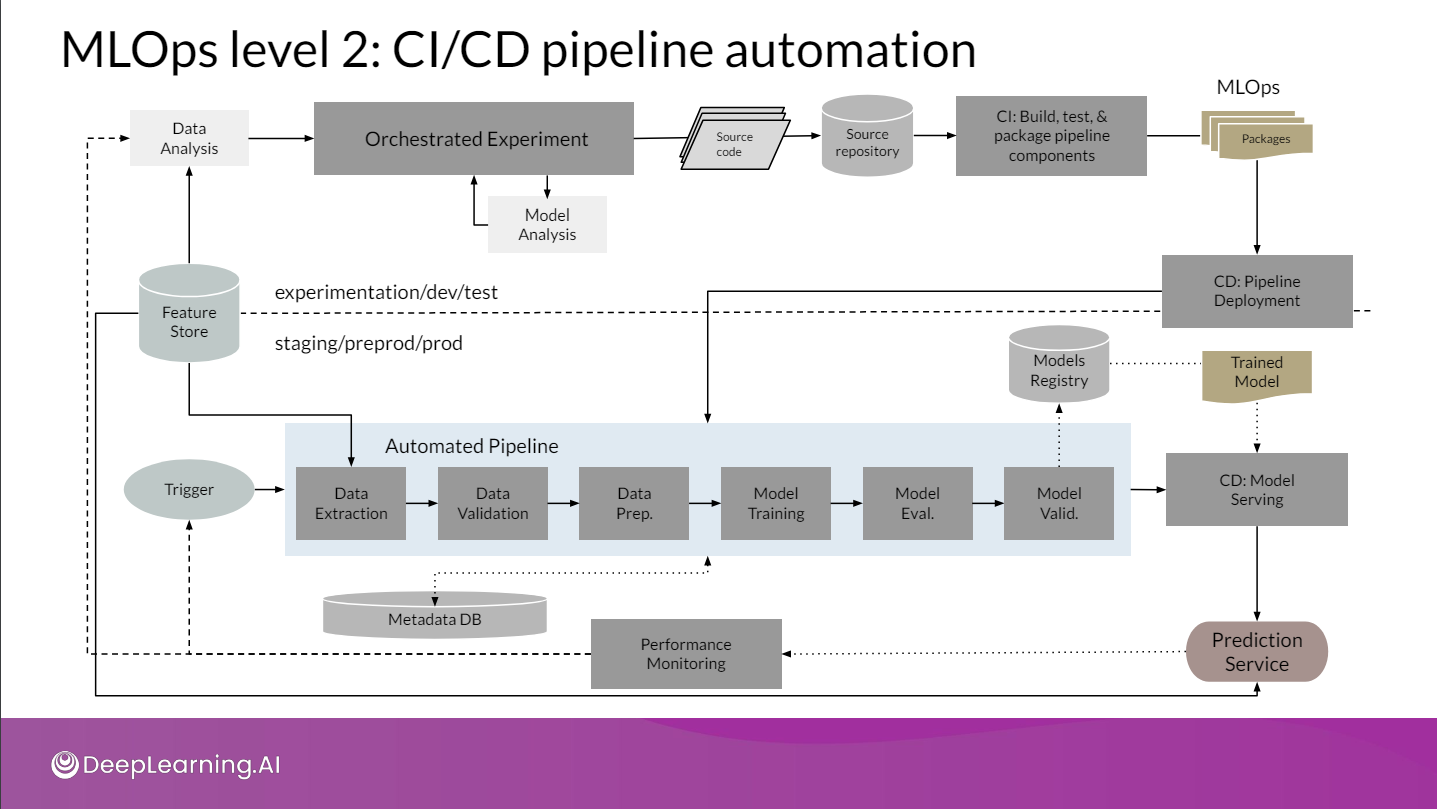 MLOps level 2: CI/CD pipeline automation
MLOps
Data
Analysis
Orchestrated Experiment
Source
code
Source
repository
CI: Build, test, &
package pipeline
components
Packages
Model
Analysis
Feature
Store
experimentation/dev/test
staging/preprod/prod
CD: Pipeline
Deployment
Models
Registry
Trained
Model
Automated Pipeline
Trigger
Data
Extraction
Data
Validation
Data
Prep.
Model
Training
Model
Eval.
Model
Valid.
CD: Model
Serving
Metadata DB
Performance
Monitoring
Prediction
Service
DeepLearning.AI